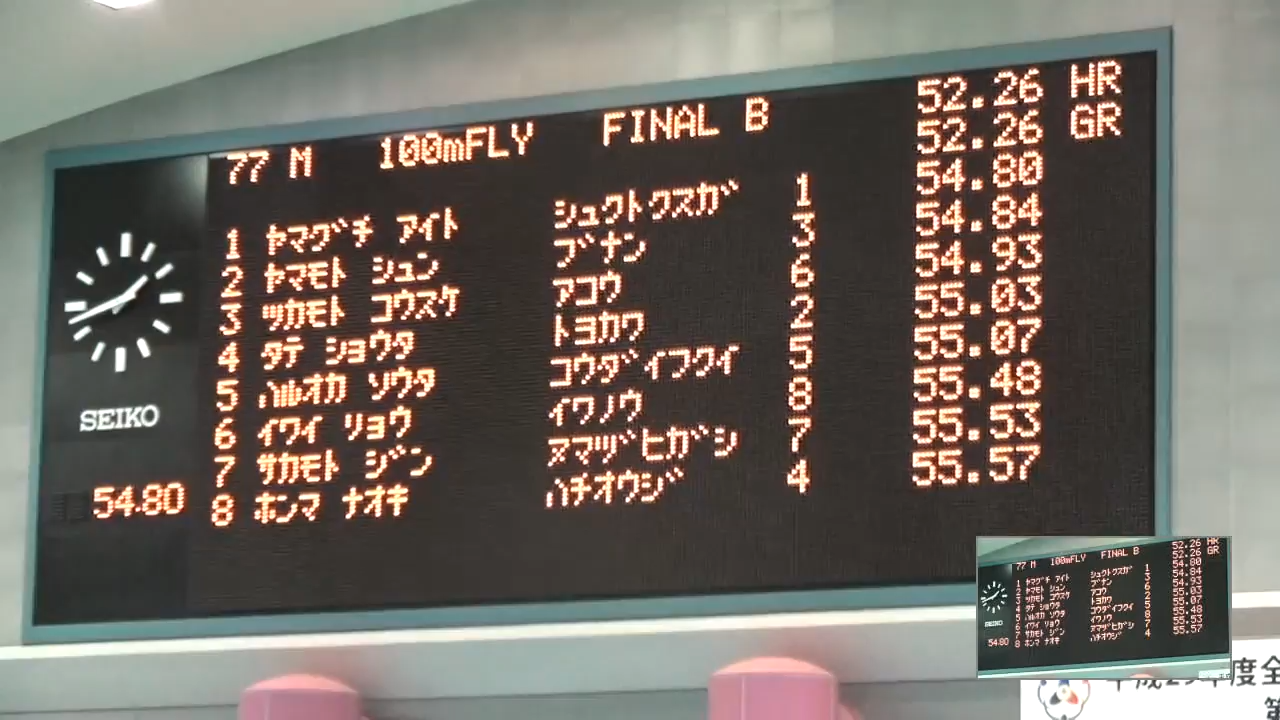 77 M 100mFLY FINAL B 52.26 HR
52.26 GR
1 ヤマグチ アイト シュクトクスガ 1 54.80
2 ヤマモト シュン ブナン 3 54.84
3 ツカモト コウスケ アコウ 6 54.93
4 タテ ショウタ トヨカワ 2 55.03
5 ハルオカ ソウタ コウダイフクイ 5 55.07
6 イワイ リョウ イワノウ 8 55.48
7 サカモト ジン ヌマヅヒガシ 7 55.53
8 ホンマ ナオキ ハチオウジ 4 55.57
SEIKO
54.80
年度全
第